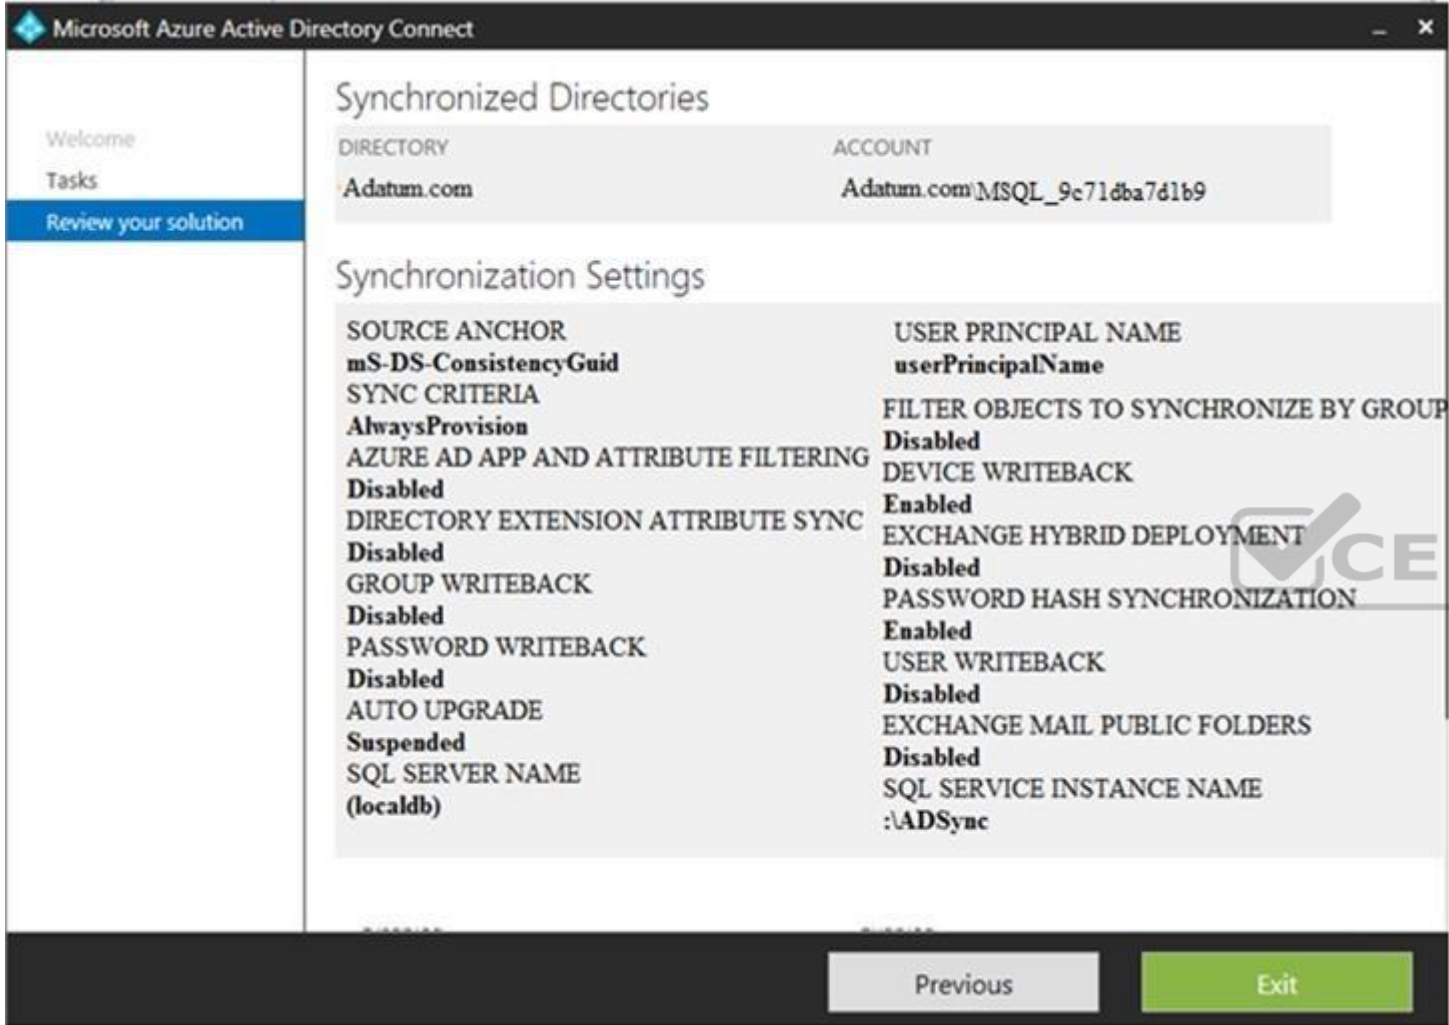 Microsoft Azure Active Directory Connect
Welcome
Tasks
Review your solution
Synchronized Directories
DIRECTORY ACCOUNT
Adatum.com Adatum.com\MSQL_9c71dba7d1b9
Synchronization Settings
SOURCE ANCHOR
mS-DS-ConsistencyGuid
SYNC CRITERIA
AlwaysProvision
AZURE AD APP AND ATTRIBUTE FILTERING
Disabled
DIRECTORY EXTENSION ATTRIBUTE SYNC
Disabled
GROUP WRITEBACK
Disabled
PASSWORD WRITEBACK
Disabled
AUTO UPGRADE
Suspended
SQL SERVER NAME
(localdb)
USER PRINCIPAL NAME
userPrincipalName
FILTER OBJECTS TO SYNCHRONIZE BY GROUP
Disabled
DEVICE WRITEBACK
Enabled
EXCHANGE HYBRID DEPLOYMENT
Disabled
PASSWORD HASH SYNCHRONIZATION
Enabled
USER WRITEBACK
Disabled
EXCHANGE MAIL PUBLIC FOLDERS
Disabled
SQL SERVICE INSTANCE NAME
:\ADSync
CE
Previous
Exit